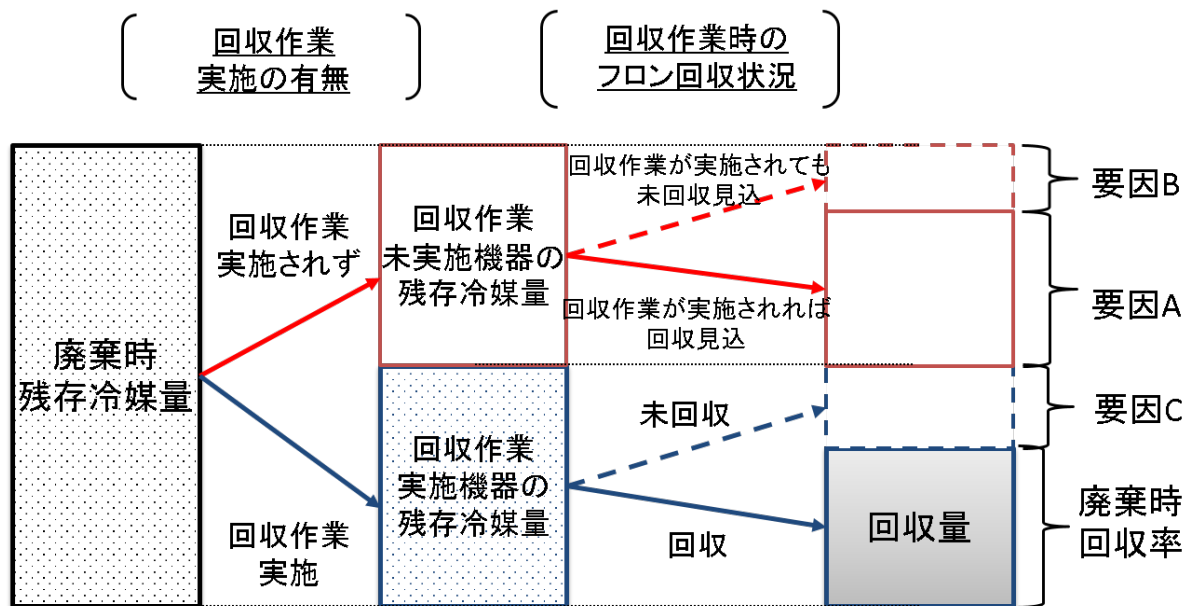 回収作業
実施の有無
回収作業時の
フロン回収状況
廃棄時
残存冷媒量
回収作業
実施されず
回収作業
実施
回収作業
未実施機器の
残存冷媒量
回収作業
実施機器の
残存冷媒量
回収作業が実施されても
未回収見込
回収作業が実施されれば
回収見込
未回収
回収
回収量
要因B
要因A
要因C
廃棄時
回収率